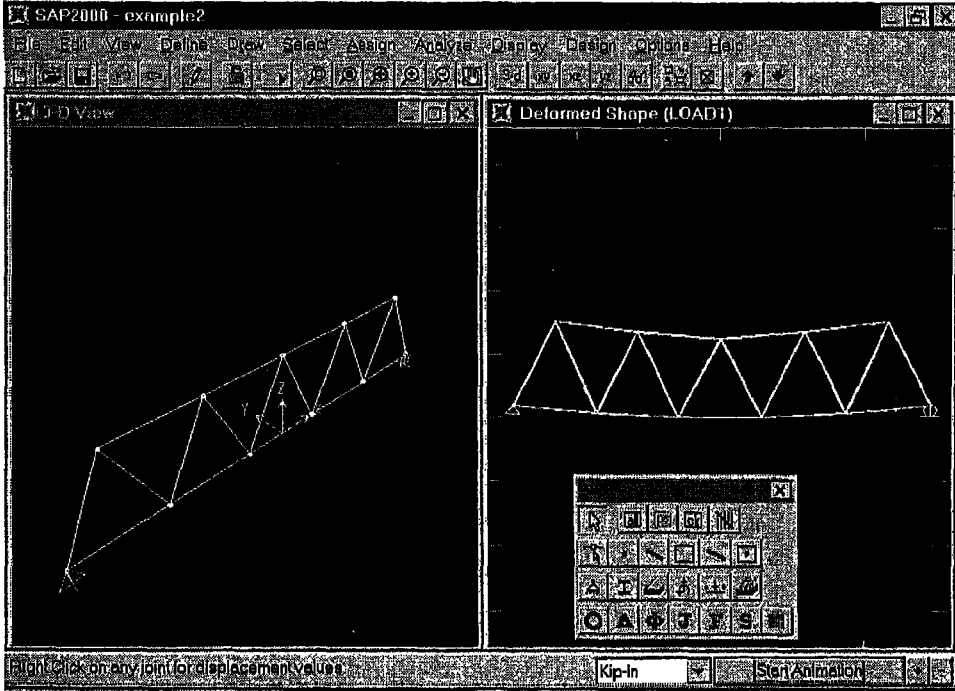 SAP2000 - example2
File Edit View Define Draw Select Assign Analyze Display Design Options Help
3-D View
Deformed Shape (LOAD1)
Y
Z
Right Click on any joint for displacement values
Kip-In
Start Animation